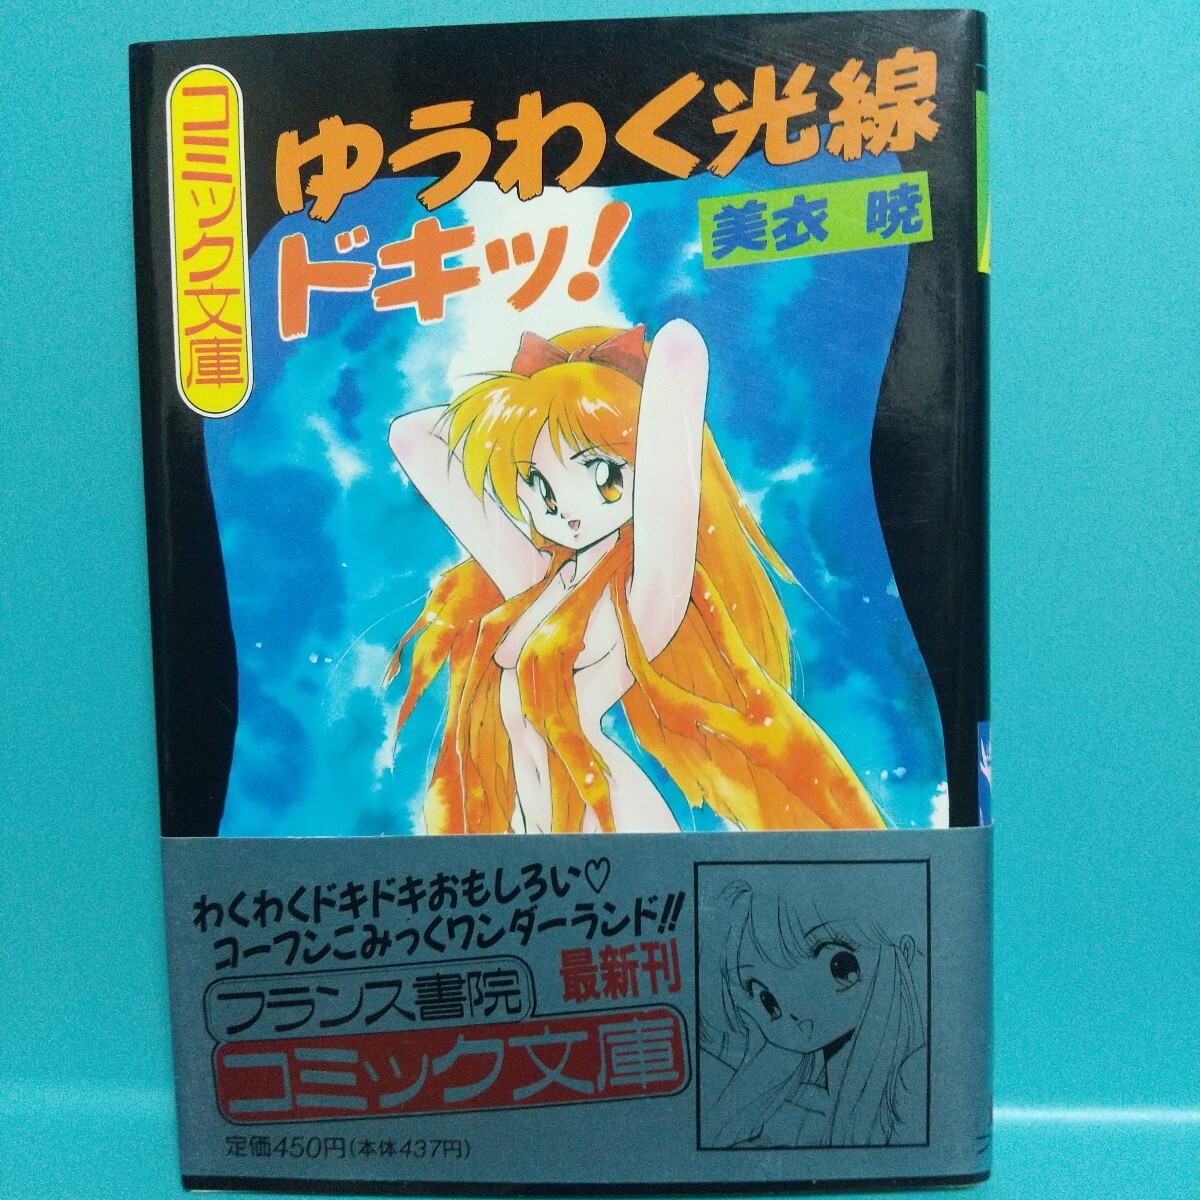 コミック文庫
ゆうわく光線
ドキッ!
美衣 暁
わくわくドキドキおもしろい♡
コーフンこみっくワンダーランド!!
フランス書院
最新刊
コミック文庫
定価450円(本体437円)